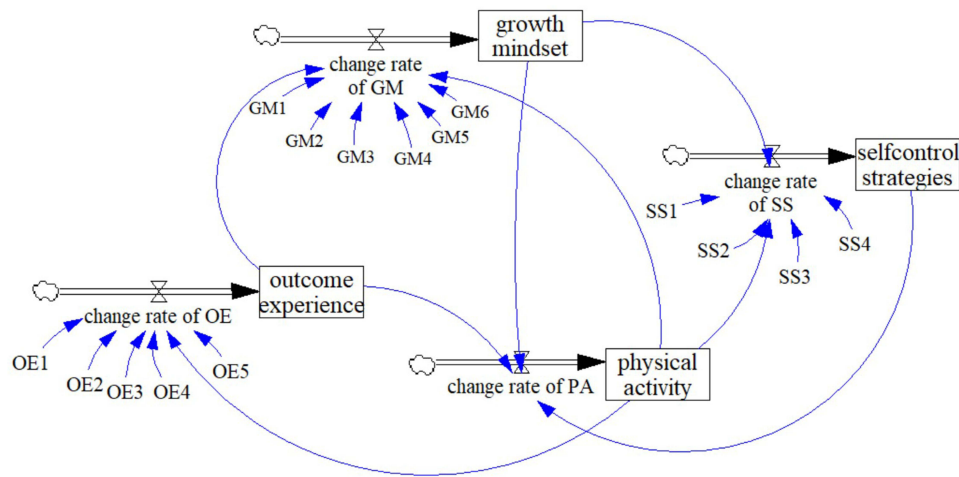 growth
mindset
change rate
of GM
GM1
GM2
GM3
GM4
GM5
GM6
selfcontrol
strategies
change rate
of SS
SS1
SS2
SS3
SS4
outcome
experience
change rate of OE
OE1
OE2
OE3
OE4
OE5
physical
activity
change rate of PA